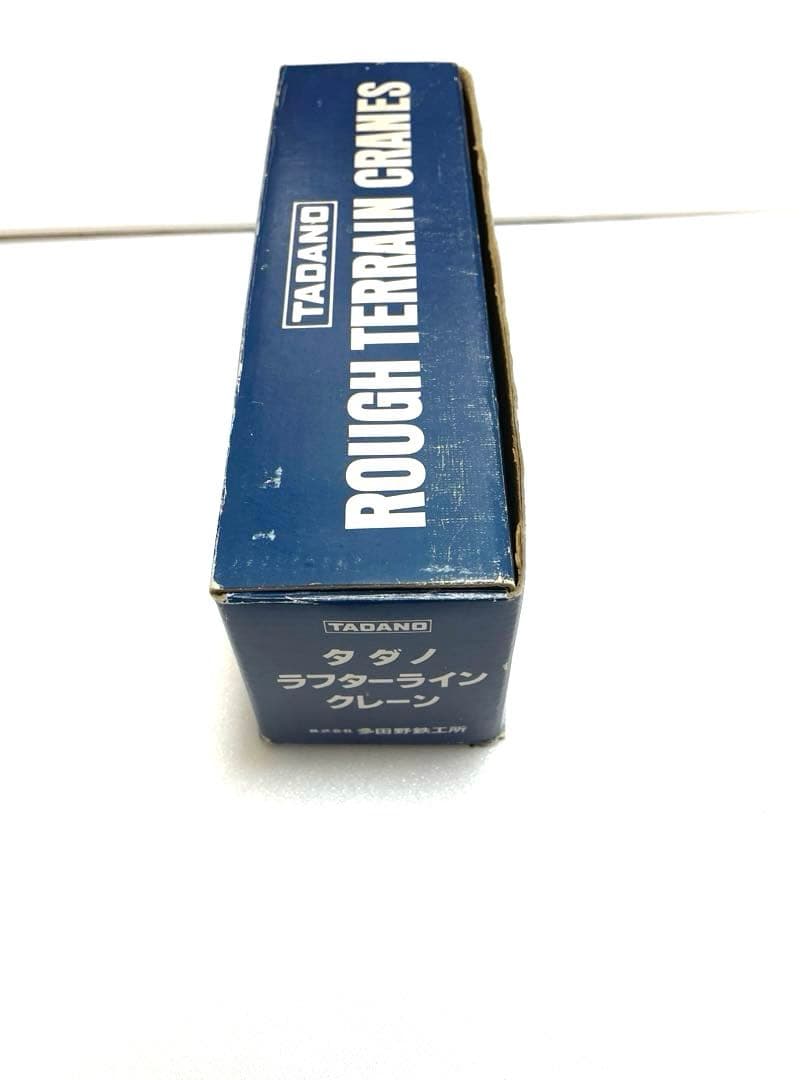 TADANO
ROUGH TERRAIN CRANES
TADANO
タダノ
ラフターライン
クレーン
株式会社 多田野鉄工所